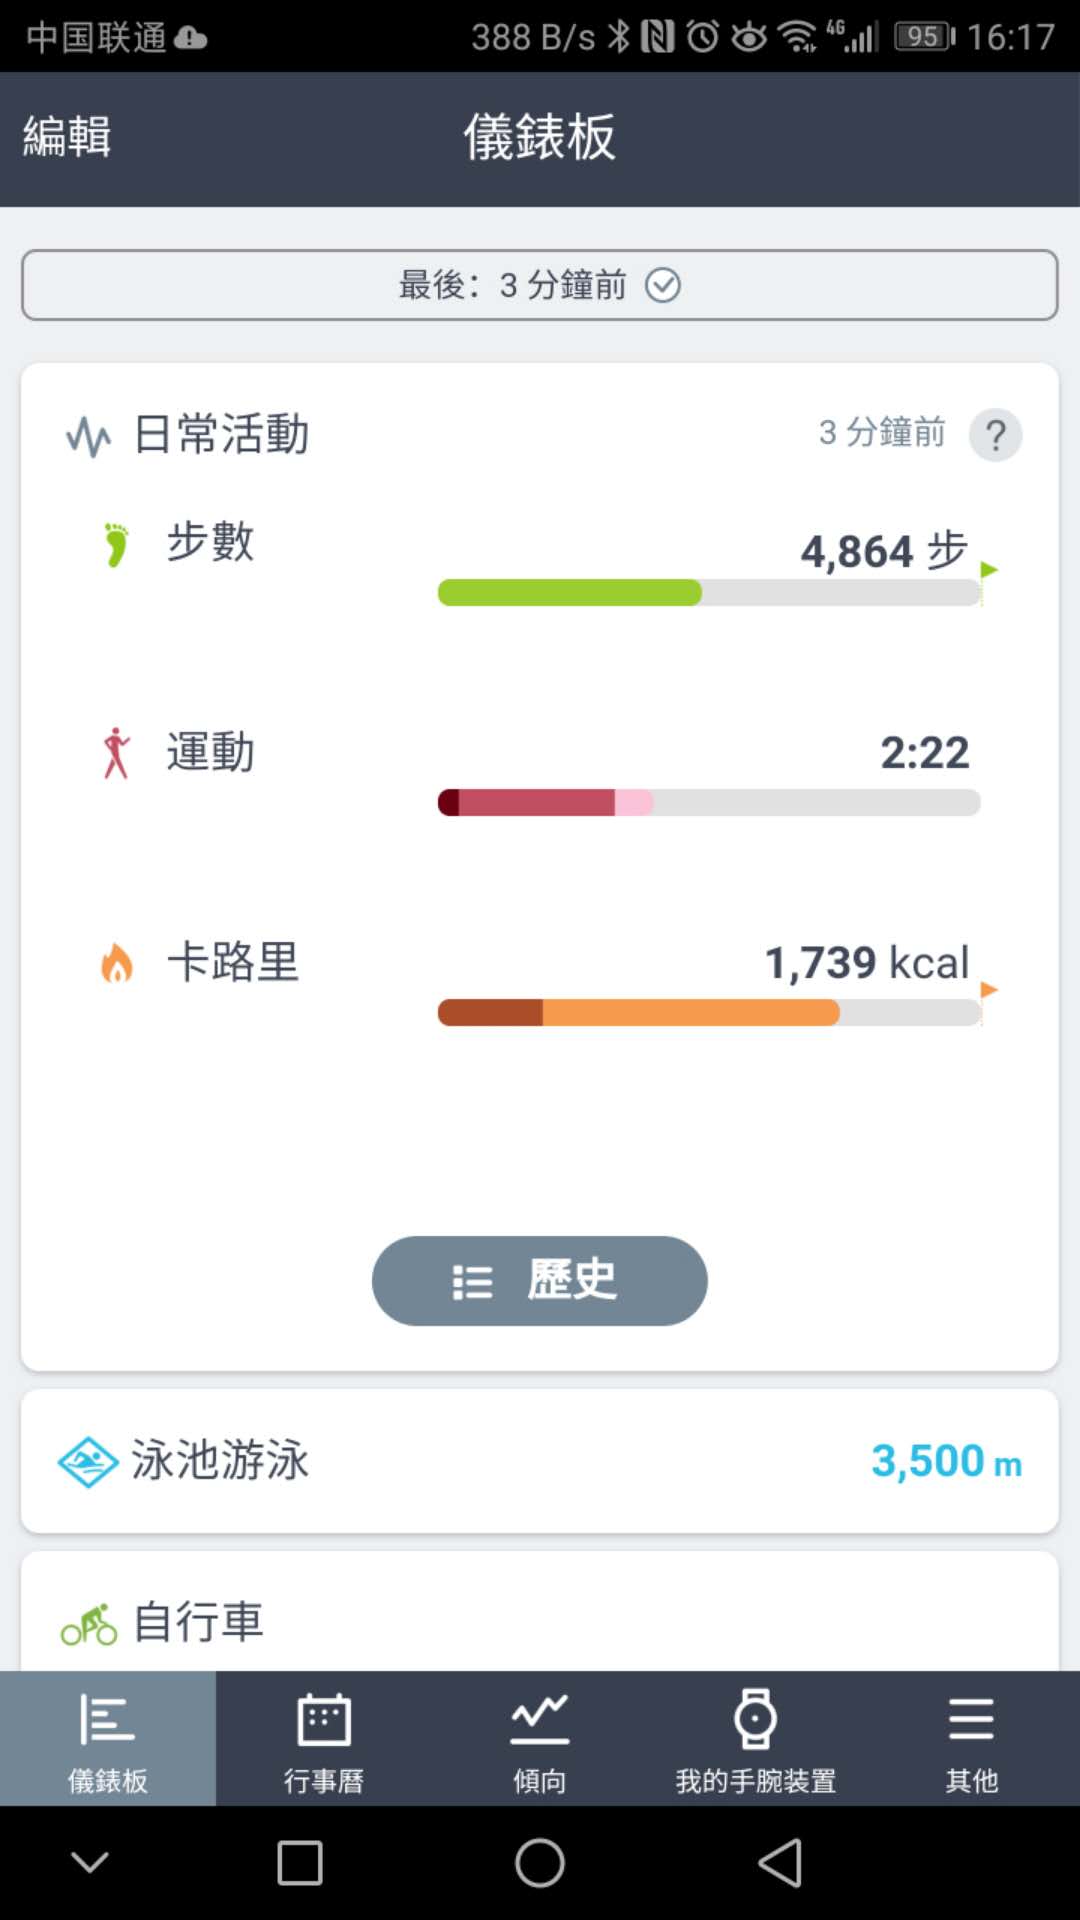 中国联通 388 B/s 4G 95 16:17
編輯 儀錶板
最後：3 分鐘前
日常活動 3 分鐘前 ?
步數 4,864 步
運動 2:22
卡路里 1,739 kcal
歷史
泳池游泳 3,500 m
自行車
儀錶板 行事曆 傾向 我的手腕装置 其他